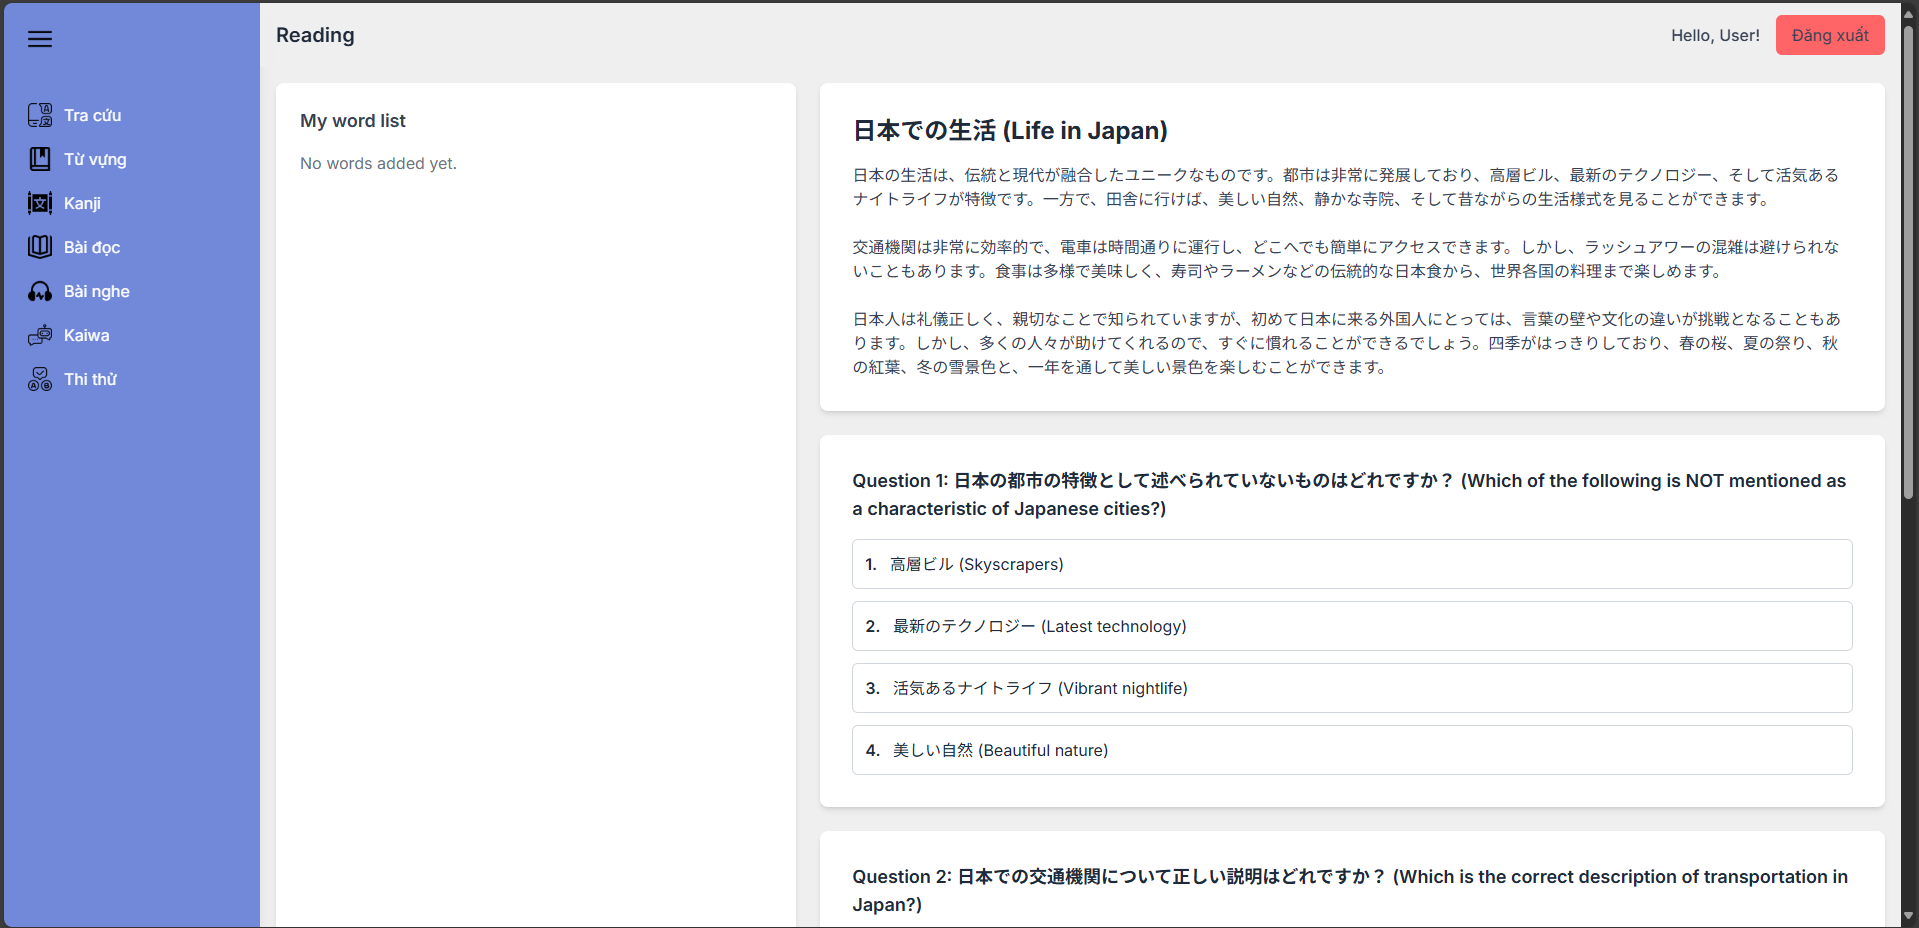 Reading
Hello, User!
Đăng xuất
Tra cứu
Từ vựng
Kanji
Bài đọc
Bài nghe
Kaiwa
Thi thử
My word list
No words added yet.
日本での生活 (Life in Japan)
日本の生活は、伝統と現代が融合したユニークなものです。都市は非常に発展しており、高層ビル、最新のテクノロジー、そして活気ある
ナイトライフが特徴です。一方で、田舎に行けば、美しい自然、静かな寺院、そして昔ながらの生活様式を見ることができます。
交通機関は非常に効率的で、電車は時間通りに運行し、どこへでも簡単にアクセスできます。しかし、ラッシュアワーの混雑は避けられな
いこともあります。食事は多様で美味しく、寿司やラーメンなどの伝統的な日本食から、世界各国の料理まで楽しめます。
日本人は礼儀正しく、親切なことで知られていますが、初めて日本に来る外国人にとっては、言葉の壁や文化の違いが挑戦となることもあ
ります。しかし、多くの人々が助けてくれるので、すぐに慣れることができるでしょう。四季がはっきりしており、春の桜、夏の祭り、秋
の紅葉、冬の雪景色と、一年を通して美しい景色を楽しむことができます。
Question 1: 日本の都市の特徴として述べられていないものはどれですか？ (Which of the following is NOT mentioned as
a characteristic of Japanese cities?)
1. 高層ビル (Skyscrapers)
2. 最新のテクノロジー (Latest technology)
3. 活気あるナイトライフ (Vibrant nightlife)
4. 美しい自然 (Beautiful nature)
Question 2: 日本での交通機関について正しい説明はどれですか？ (Which is the correct description of transportation in
Japan?)